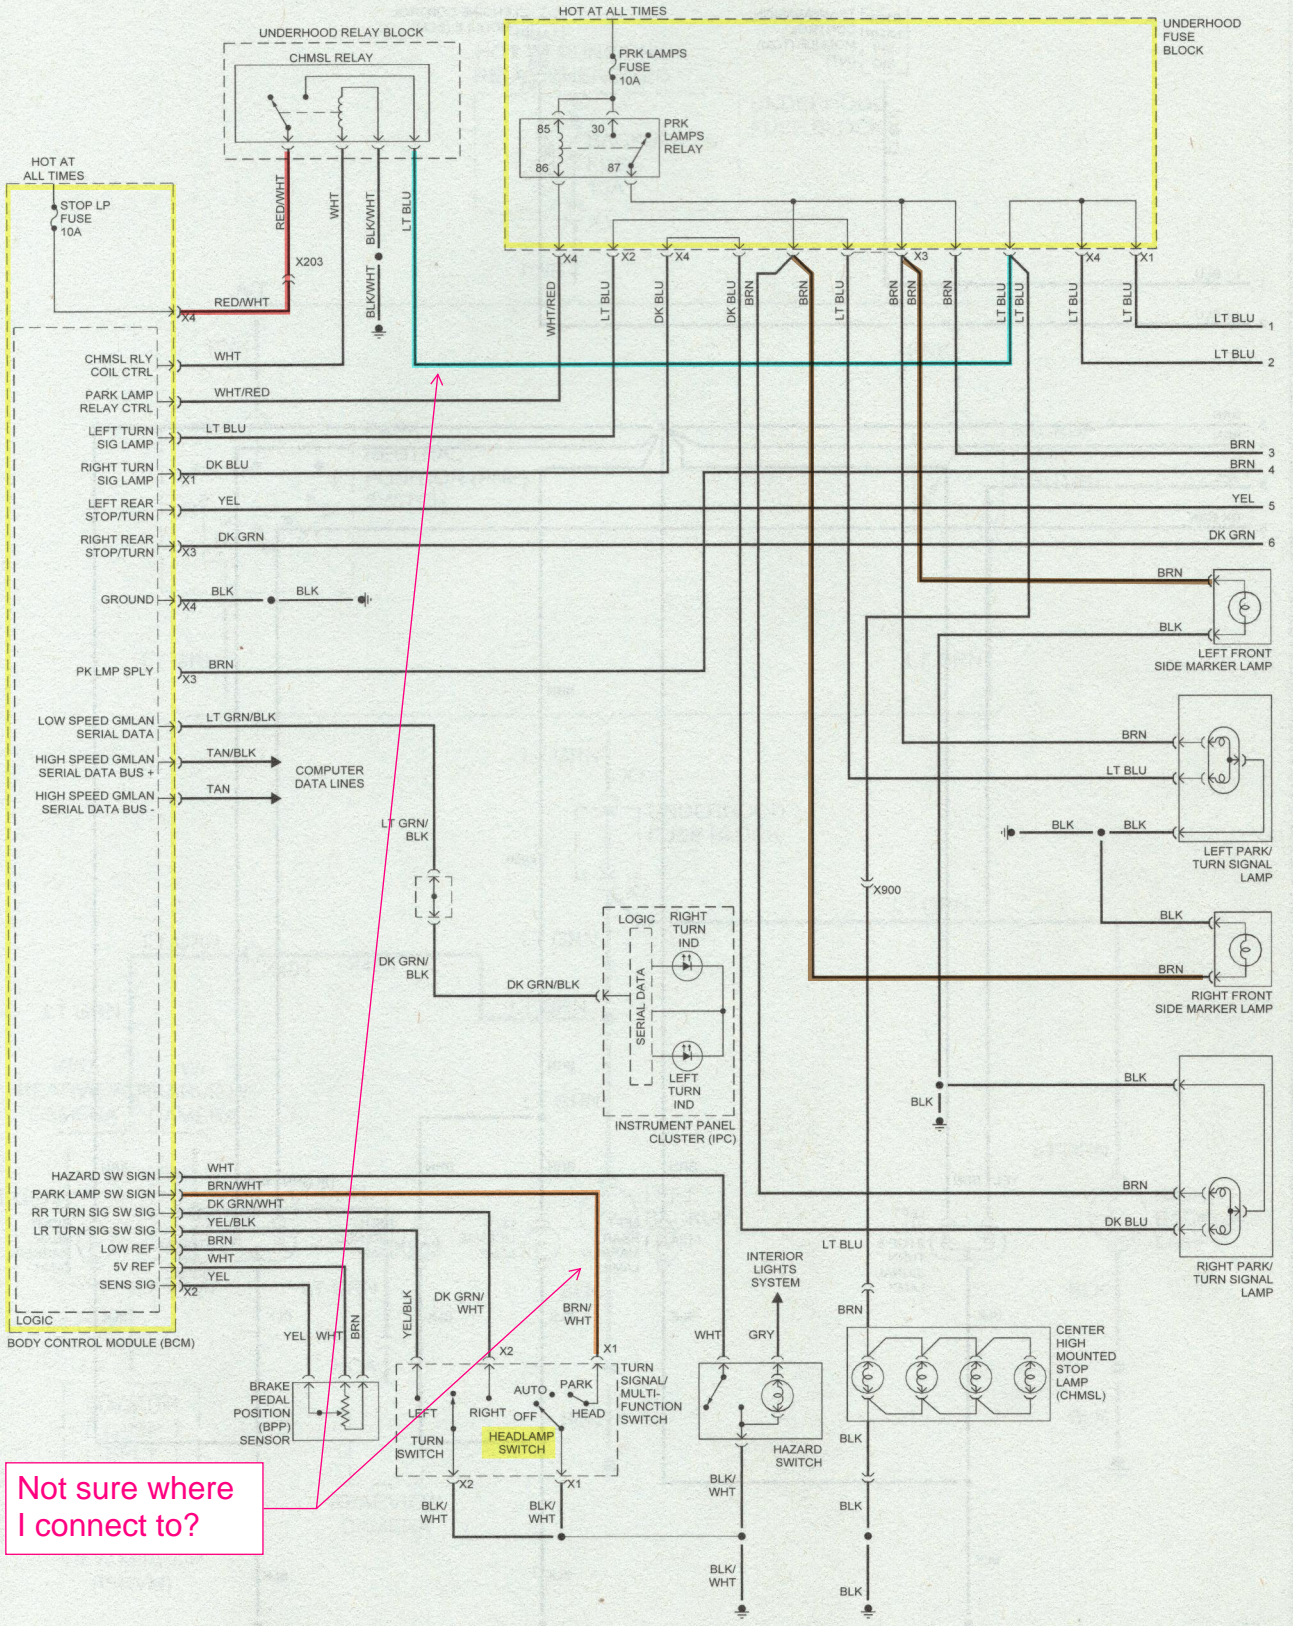 HOT AT ALL TIMES
UNDERHOOD
FUSE
BLOCK
UNDERHOOD RELAY BLOCK
CHMSL RELAY
PRK LAMPS
FUSE
10A
85
30
PRK
LAMPS
RELAY
86
87
HOT AT
ALL TIMES
STOP LP
FUSE
10A
RED/WHT
WHT
BLK/WHT
LT BLU
X203
BLK/WHT
RED/WHT
X4
X4
X2
X4
X3
X4
X1
WHT/RED
LT BLU
DK BLU
DK BLU
BRN
BRN
LT BLU
BRN
BRN
BRN
LT BLU
LT BLU
LT BLU
LT BLU
LT BLU 1
LT BLU 2
CHMSL RLY
COIL CTRL
WHT
PARK LAMP
RELAY CTRL
WHT/RED
LEFT TURN
SIG LAMP
LT BLU
RIGHT TURN
SIG LAMP
X1
DK BLU
LEFT REAR
STOP/TURN
YEL
RIGHT REAR
STOP/TURN
X3
DK GRN
BRN 3
BRN 4
YEL 5
DK GRN 6
GROUND
X4
BLK
BLK
PK LMP SPLY
X3
BRN
LOW SPEED GMLAN
SERIAL DATA
LT GRN/BLK
HIGH SPEED GMLAN
SERIAL DATA BUS +
TAN/BLK
HIGH SPEED GMLAN
SERIAL DATA BUS -
TAN
COMPUTER
DATA LINES
LT GRN/
BLK
DK GRN/
BLK
DK GRN/BLK
LOGIC
RIGHT
TURN
IND
SERIAL DATA
LEFT
TURN
IND
INSTRUMENT PANEL
CLUSTER (IPC)
BRN
BLK
LEFT FRONT
SIDE MARKER LAMP
BRN
LT BLU
BLK
BLK
LEFT PARK/
TURN SIGNAL
LAMP
X900
BLK
BRN
RIGHT FRONT
SIDE MARKER LAMP
BLK
BLK
BRN
DK BLU
RIGHT PARK/
TURN SIGNAL
LAMP
HAZARD SW SIGN
WHT
PARK LAMP SW SIGN
BRN/WHT
RR TURN SIG SW SIG
DK GRN/WHT
LR TURN SIG SW SIG
YEL/BLK
LOW REF
BRN
5V REF
WHT
SENS SIG
X2
YEL
LOGIC
BODY CONTROL MODULE (BCM)
YEL
WHT
BRN
YEL/BLK
DK GRN/
WHT
BRN/
WHT
X2
X1
BRAKE
PEDAL
POSITION
(BPP)
SENSOR
LEFT
RIGHT
AUTO
PARK
OFF
HEAD
TURN
SWITCH
HEADLAMP
SWITCH
TURN
SIGNAL/
MULTI-
FUNCTION
SWITCH
X2
X1
BLK/
WHT
BLK/
WHT
INTERIOR
LIGHTS
SYSTEM
WHT
GRY
HAZARD
SWITCH
BLK/
WHT
BLK/
WHT
LT BLU
BRN
CENTER
HIGH
MOUNTED
STOP
LAMP
(CHMSL)
BLK
BLK
BLK
Not sure where
I connect to?